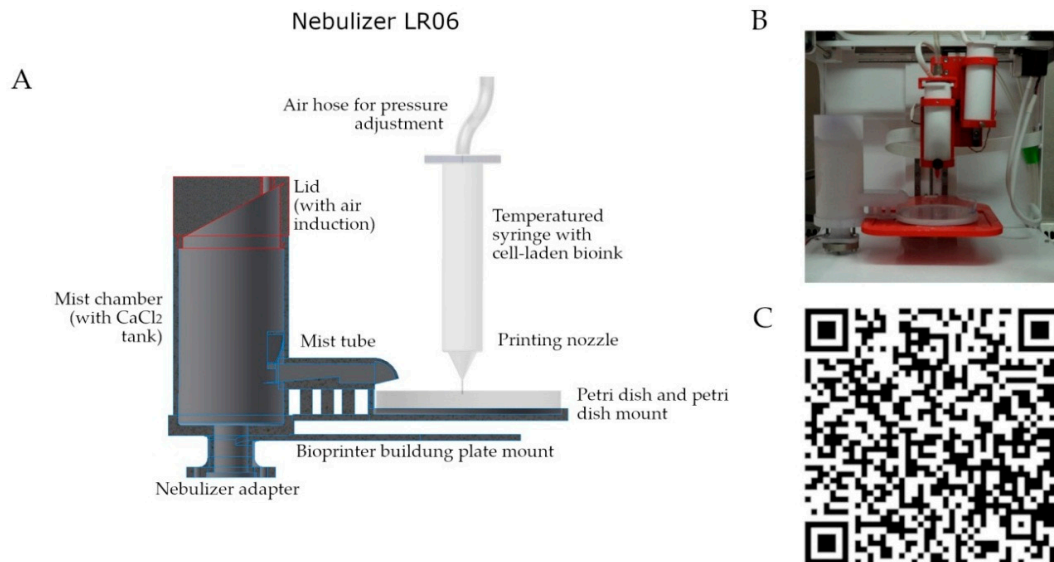 Nebulizer LR06
A
Air hose for pressure
adjustment
Lid
(with air
induction)
Temperatured
syringe with
cell-laden bioink
Mist chamber
(with CaCl2
tank)
Mist tube
Printing nozzle
Petri dish and petri
dish mount
Bioprinter buildung plate mount
Nebulizer adapter
B
C